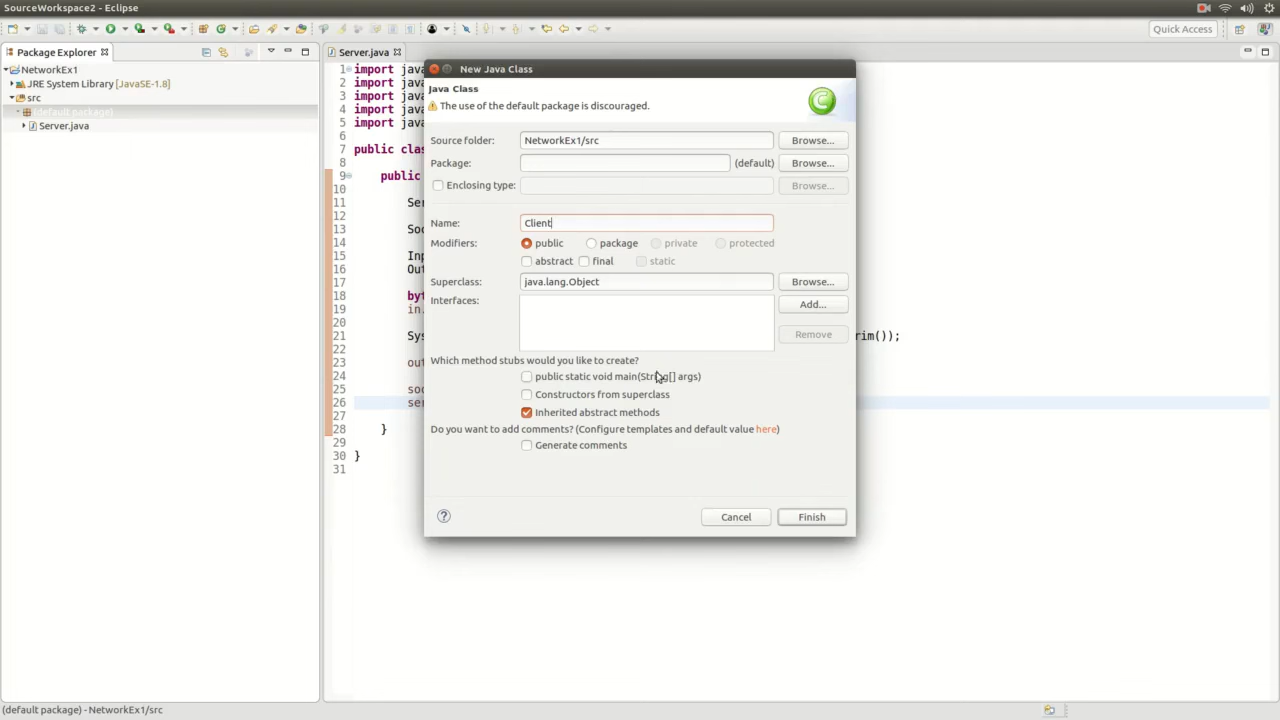 SourceWorkspace2 - Eclipse
Quick Access
Package Explorer
NetworkEx1
JRE System Library [JavaSE-1.8]
src
(default package)
Server.java
Server.java
1 import java
2 import java
3 import java
4 import java
5 import java
6
7 public clas
8
9 public
10
11 Ser
12
13 Soc
14
15 Inp
16 Out
17
18 byt
19 in.
20
21 Sys rim());
22
23 out
24
25 soc
26 ser
27
28 }
29
30 }
31
New Java Class
Java Class
The use of the default package is discouraged.
Source folder: NetworkEx1/src Browse...
Package: (default) Browse...
Enclosing type: Browse...
Name: Client
Modifiers: public package private protected
abstract final static
Superclass: java.lang.Object Browse...
Interfaces: Add...
Remove
Which method stubs would you like to create?
public static void main(String[] args)
Constructors from superclass
Inherited abstract methods
Do you want to add comments? (Configure templates and default value here)
Generate comments
Cancel Finish
(default package) - NetworkEx1/src